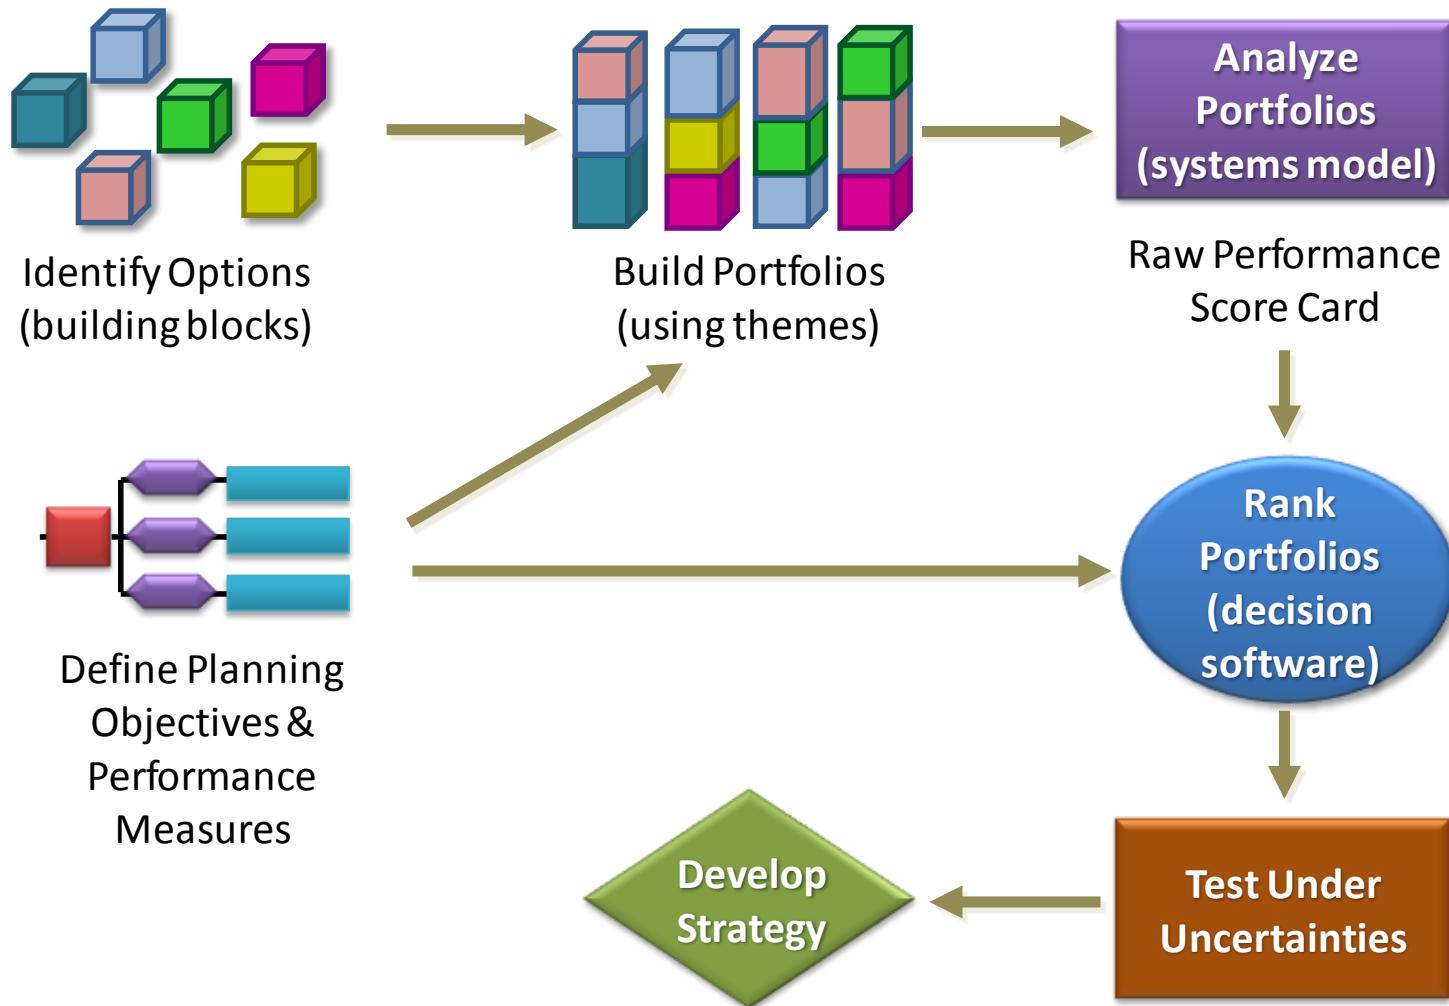 Identify Options
(building blocks)
Build Portfolios
(using themes)
Analyze
Portfolios
(systems model)
Raw Performance
Score Card
Define Planning
Objectives &
Performance
Measures
Rank
Portfolios
(decision
software)
Develop
Strategy
Test Under
Uncertainties